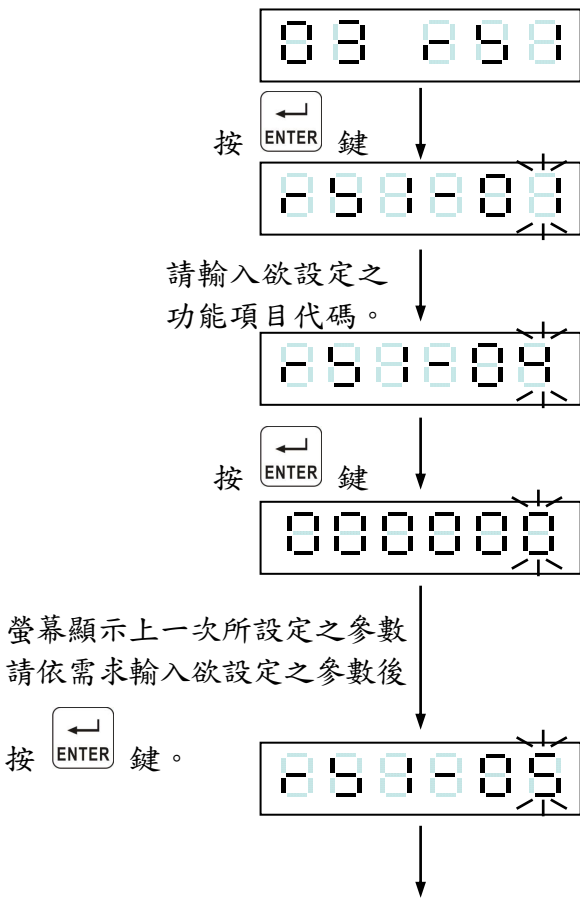 03 rS1
按 ENTER 鍵
rS1-01
請輸入欲設定之
功能項目代碼。
rS1-04
按 ENTER 鍵
000000
螢幕顯示上一次所設定之參數
請依需求輸入欲設定之參數後
按 ENTER 鍵。
rS1-05